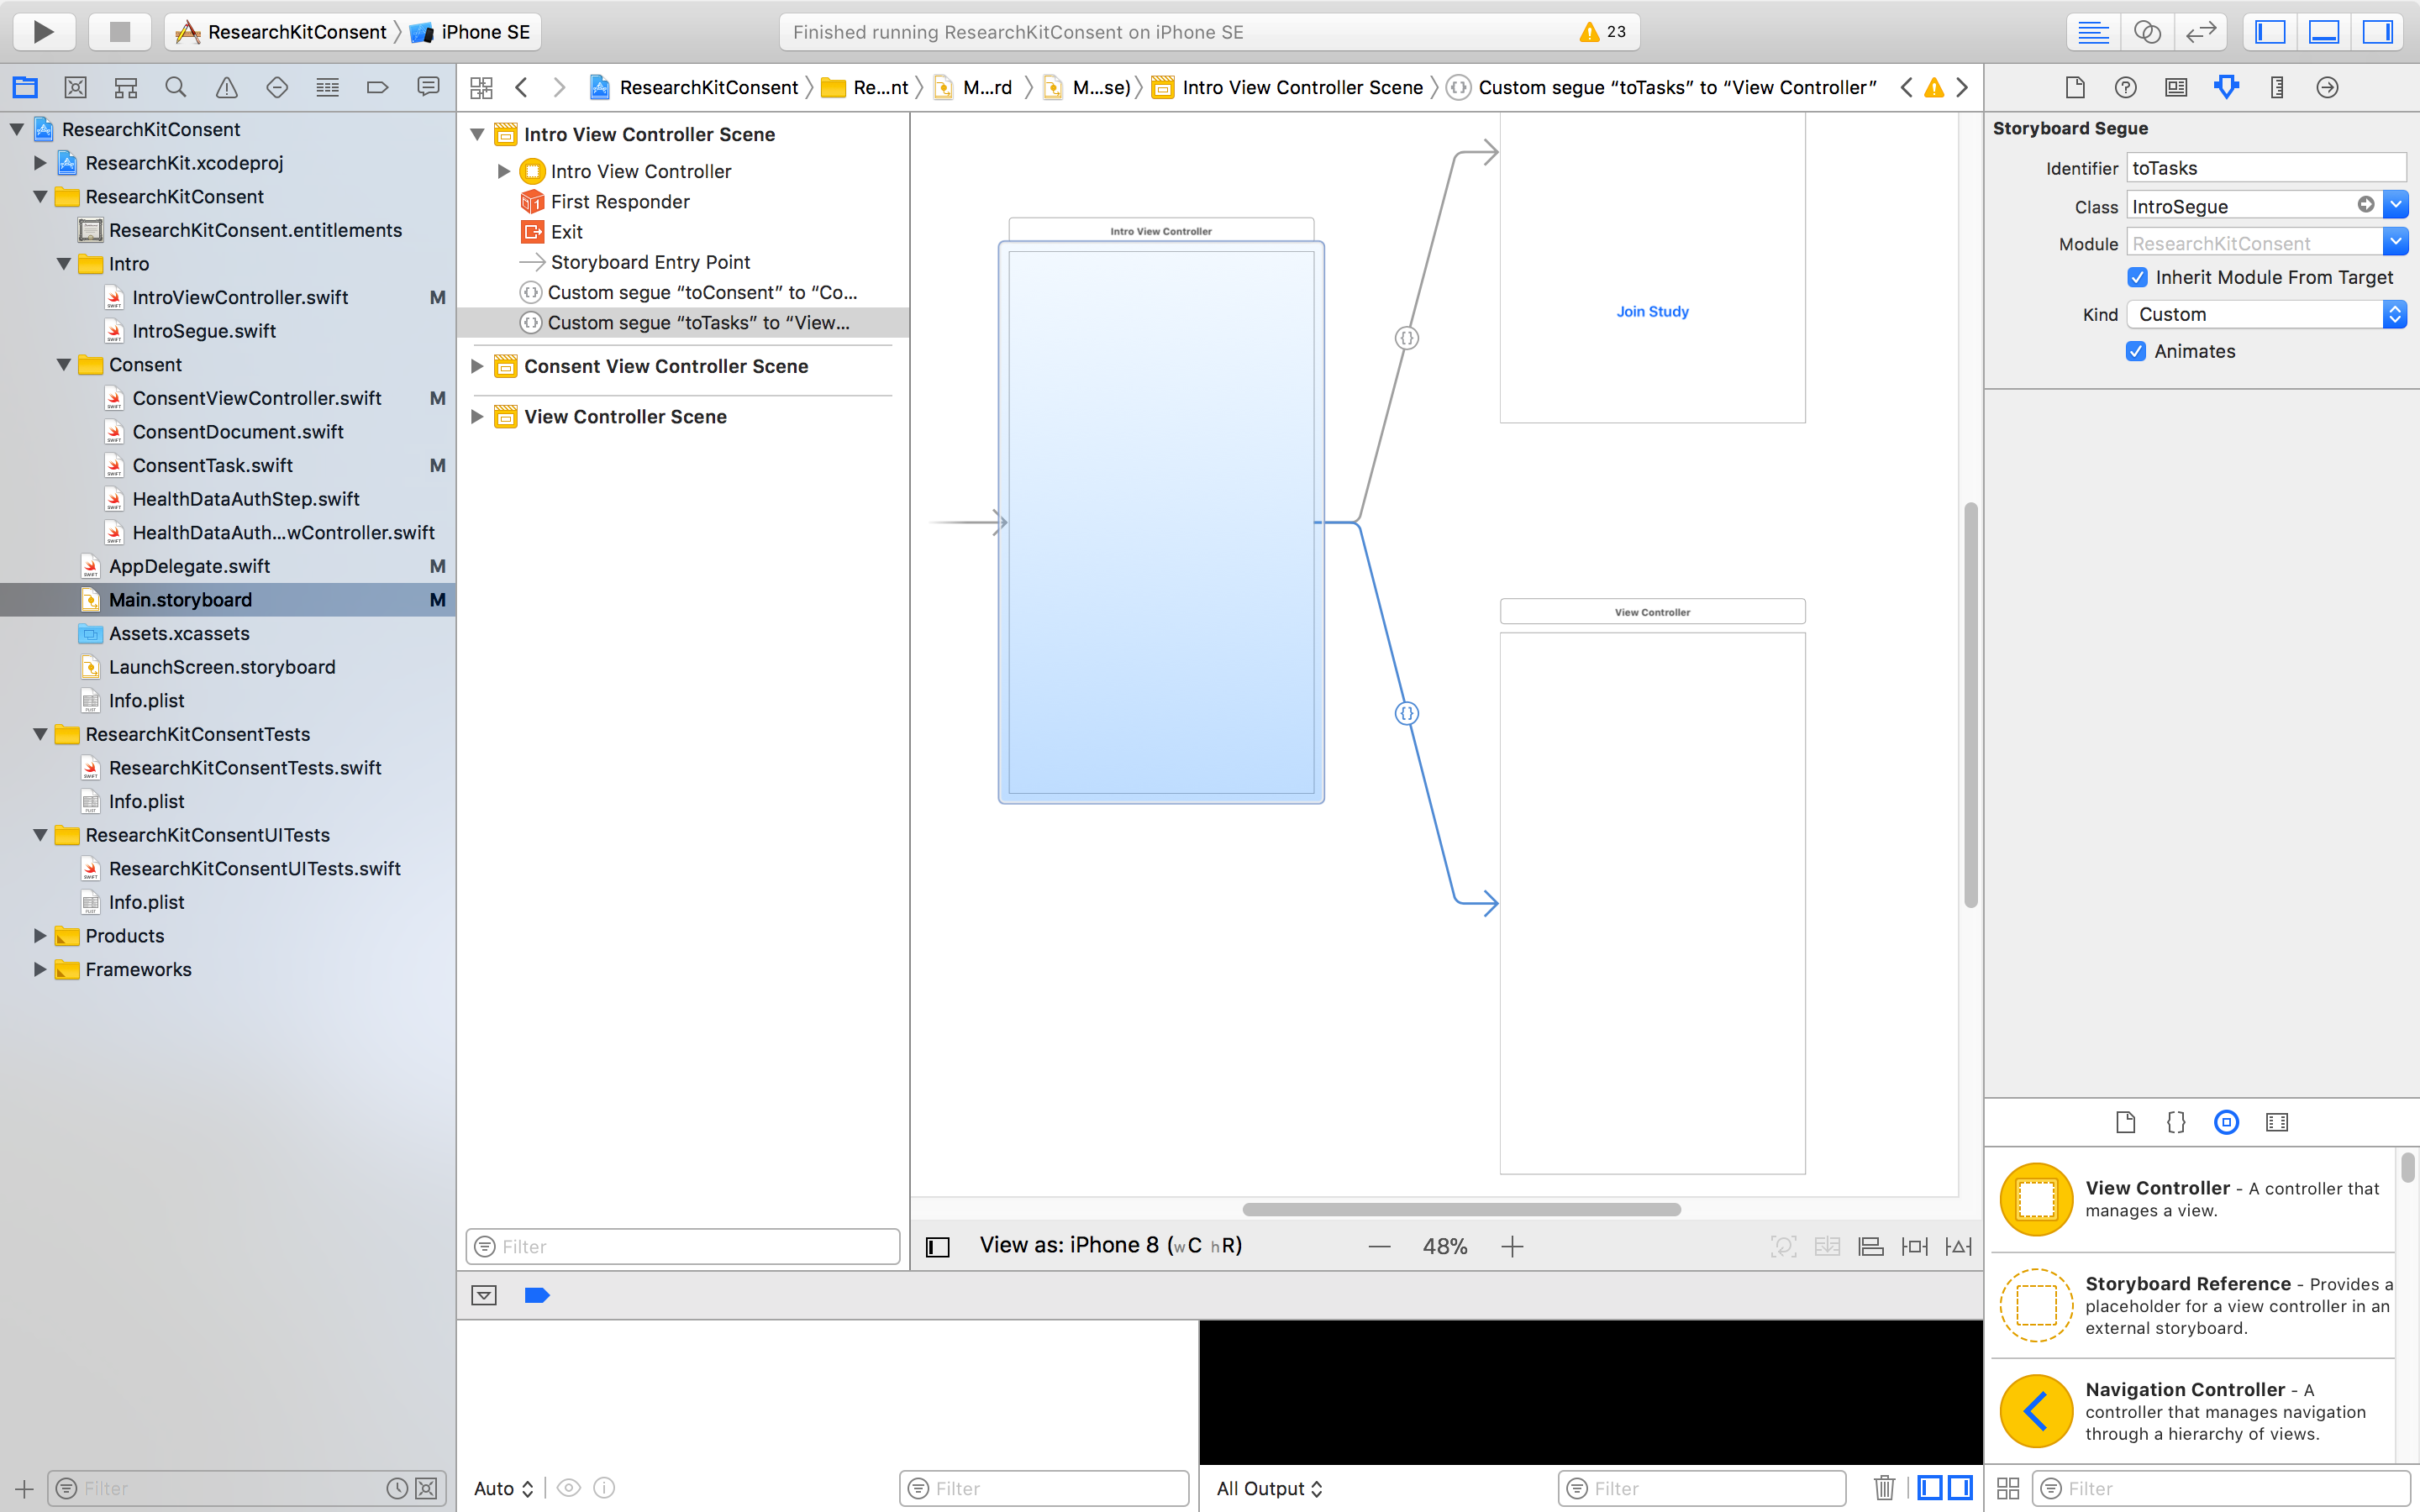 ResearchKitConsent iPhone SE
Finished running ResearchKitConsent on iPhone SE
23
ResearchKitConsent
Re...nt
M...rd
M...se)
Intro View Controller Scene
Custom segue “toTasks” to “View Controller”
ResearchKitConsent
ResearchKit.xcodeproj
ResearchKitConsent
ResearchKitConsent.entitlements
Intro
IntroViewController.swift M
IntroSegue.swift
Consent
ConsentViewController.swift M
ConsentDocument.swift
ConsentTask.swift M
HealthDataAuthStep.swift
HealthDataAuth...wController.swift
AppDelegate.swift M
Main.storyboard M
Assets.xcassets
LaunchScreen.storyboard
Info.plist
ResearchKitConsentTests
ResearchKitConsentTests.swift
Info.plist
ResearchKitConsentUITests
ResearchKitConsentUITests.swift
Info.plist
Products
Frameworks
Filter
Intro View Controller Scene
Intro View Controller
First Responder
Exit
Storyboard Entry Point
Custom segue “toConsent” to “Co...
Custom segue “toTasks” to “View...
Consent View Controller Scene
View Controller Scene
Filter
Intro View Controller
Join Study
View Controller
View as: iPhone 8 (wC hR)
48%
Auto
Filter
All Output
Filter
Storyboard Segue
Identifier toTasks
Class IntroSegue
Module ResearchKitConsent
Inherit Module From Target
Kind Custom
Animates
View Controller - A controller that
manages a view.
Storyboard Reference - Provides a
placeholder for a view controller in an
external storyboard.
Navigation Controller - A
controller that manages navigation
through a hierarchy of views.
Filter